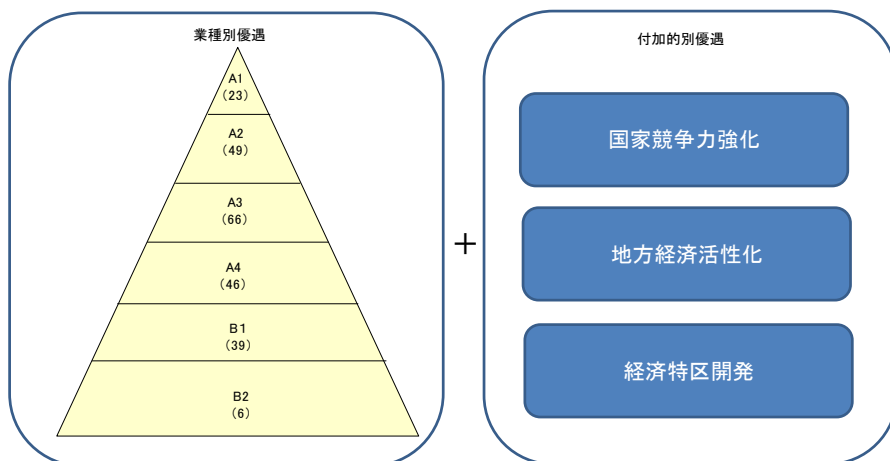 業種別優遇
A1
(23)
A2
(49)
A3
(66)
A4
(46)
B1
(39)
B2
(6)
+
付加的別優遇
国家競争力強化
地方経済活性化
経済特区開発